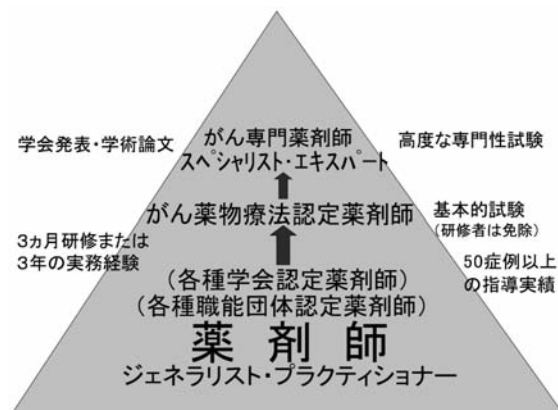 学会発表・学術論文
がん専門薬剤師
スペシャリスト・エキスパート
高度な専門性試験
がん薬物療法認定薬剤師
基本的試験
(研修者は免除)
3ヵ月研修または
3年の実務経験
50症例以上
の指導実績
(各種学会認定薬剤師)
(各種職能団体認定薬剤師)
薬剤師
ジェネラリスト・プラクティショナー